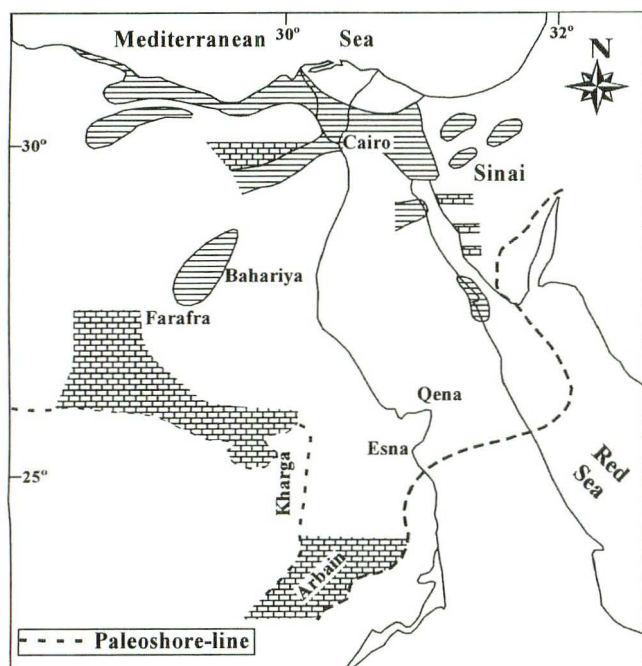 30° 32°
Mediterranean Sea
N
30°
Cairo
Sinai
Bahariya
Farafra
Qena
Esna
25°
Kharga
Red
Sea
Arbain
Paleoshore-line